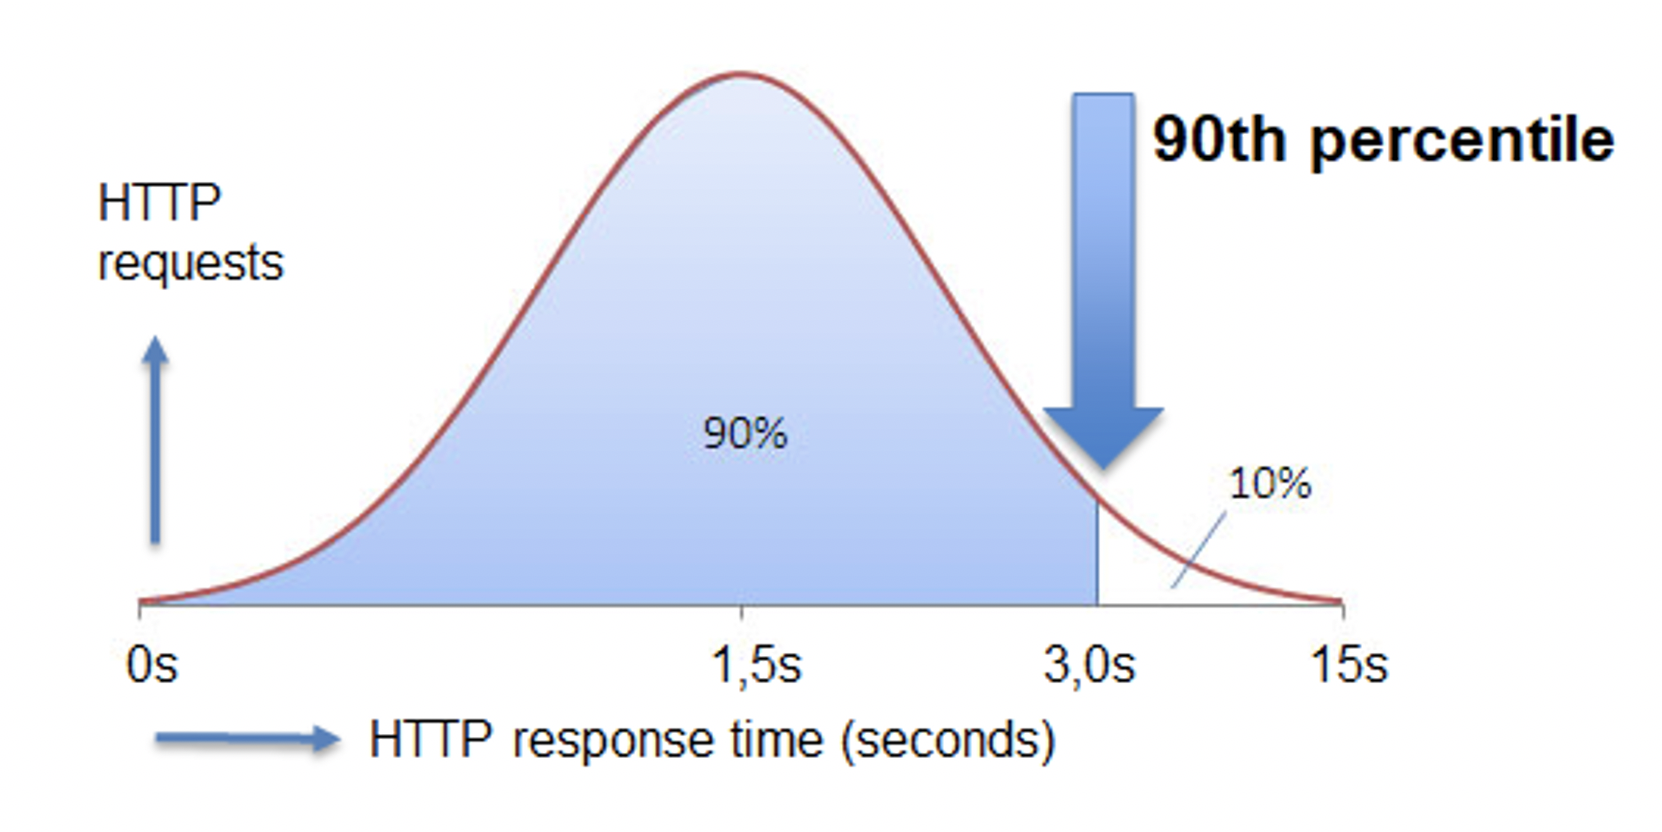 90th percentile
HTTP
requests
90%
10%
0s
1,5s
3,0s
15s
HTTP response time (seconds)